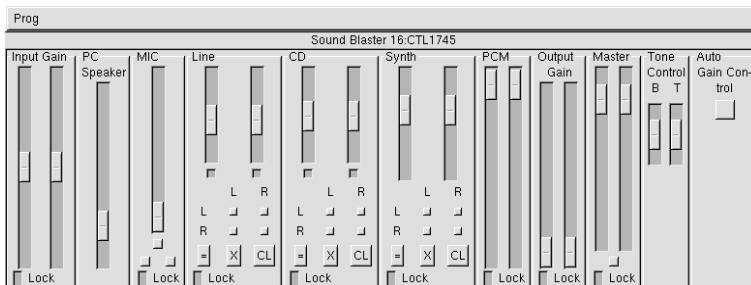 Prog
Sound Blaster 16:CTL1745
Input Gain
Lock
PC
Speaker
MIC
Lock
Line
L R
L
R
= X CL
Lock
CD
L R
L
R
= X CL
Lock
Synth
L R
L
R
= X CL
Lock
PCM
Lock
Output
Gain
Lock
Master
Lock
Tone
Control
B T
Auto
Gain Con-
trol